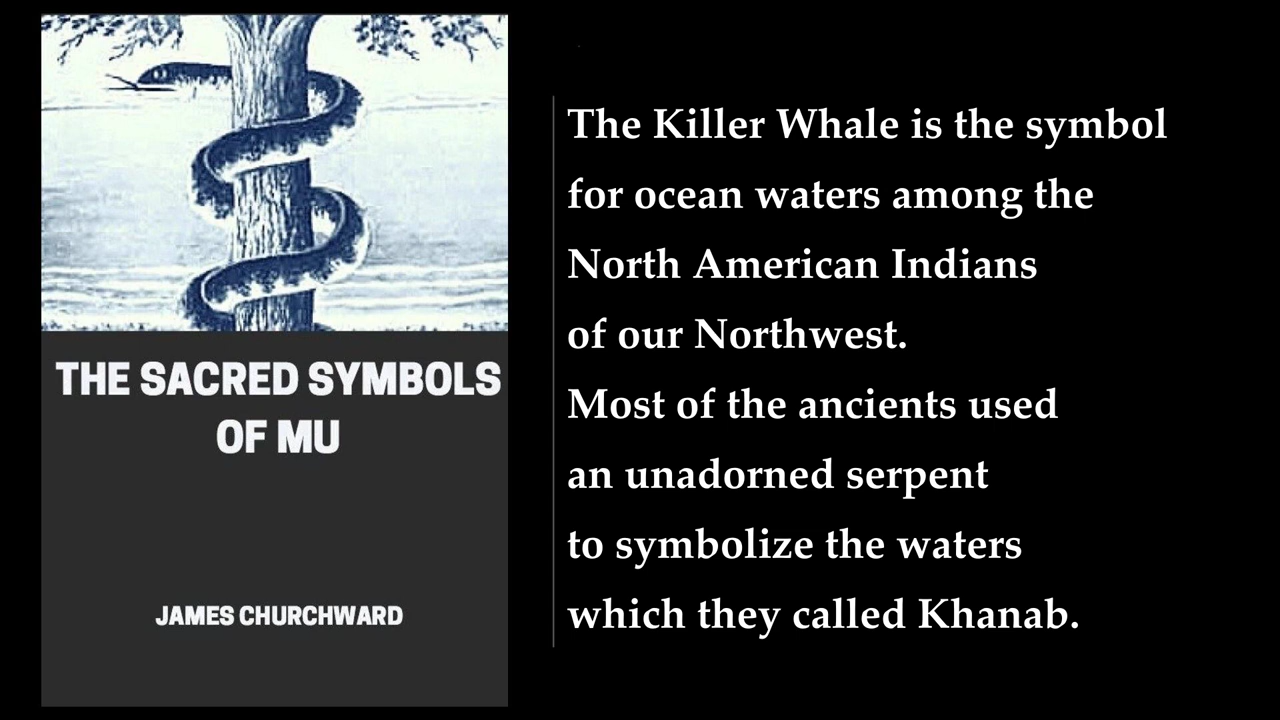 THE SACRED SYMBOLS
OF MU
JAMES CHURCHWARD
The Killer Whale is the symbol
for ocean waters among the
North American Indians
of our Northwest.
Most of the ancients used
an unadorned serpent
to symbolize the waters
which they called Khanab.